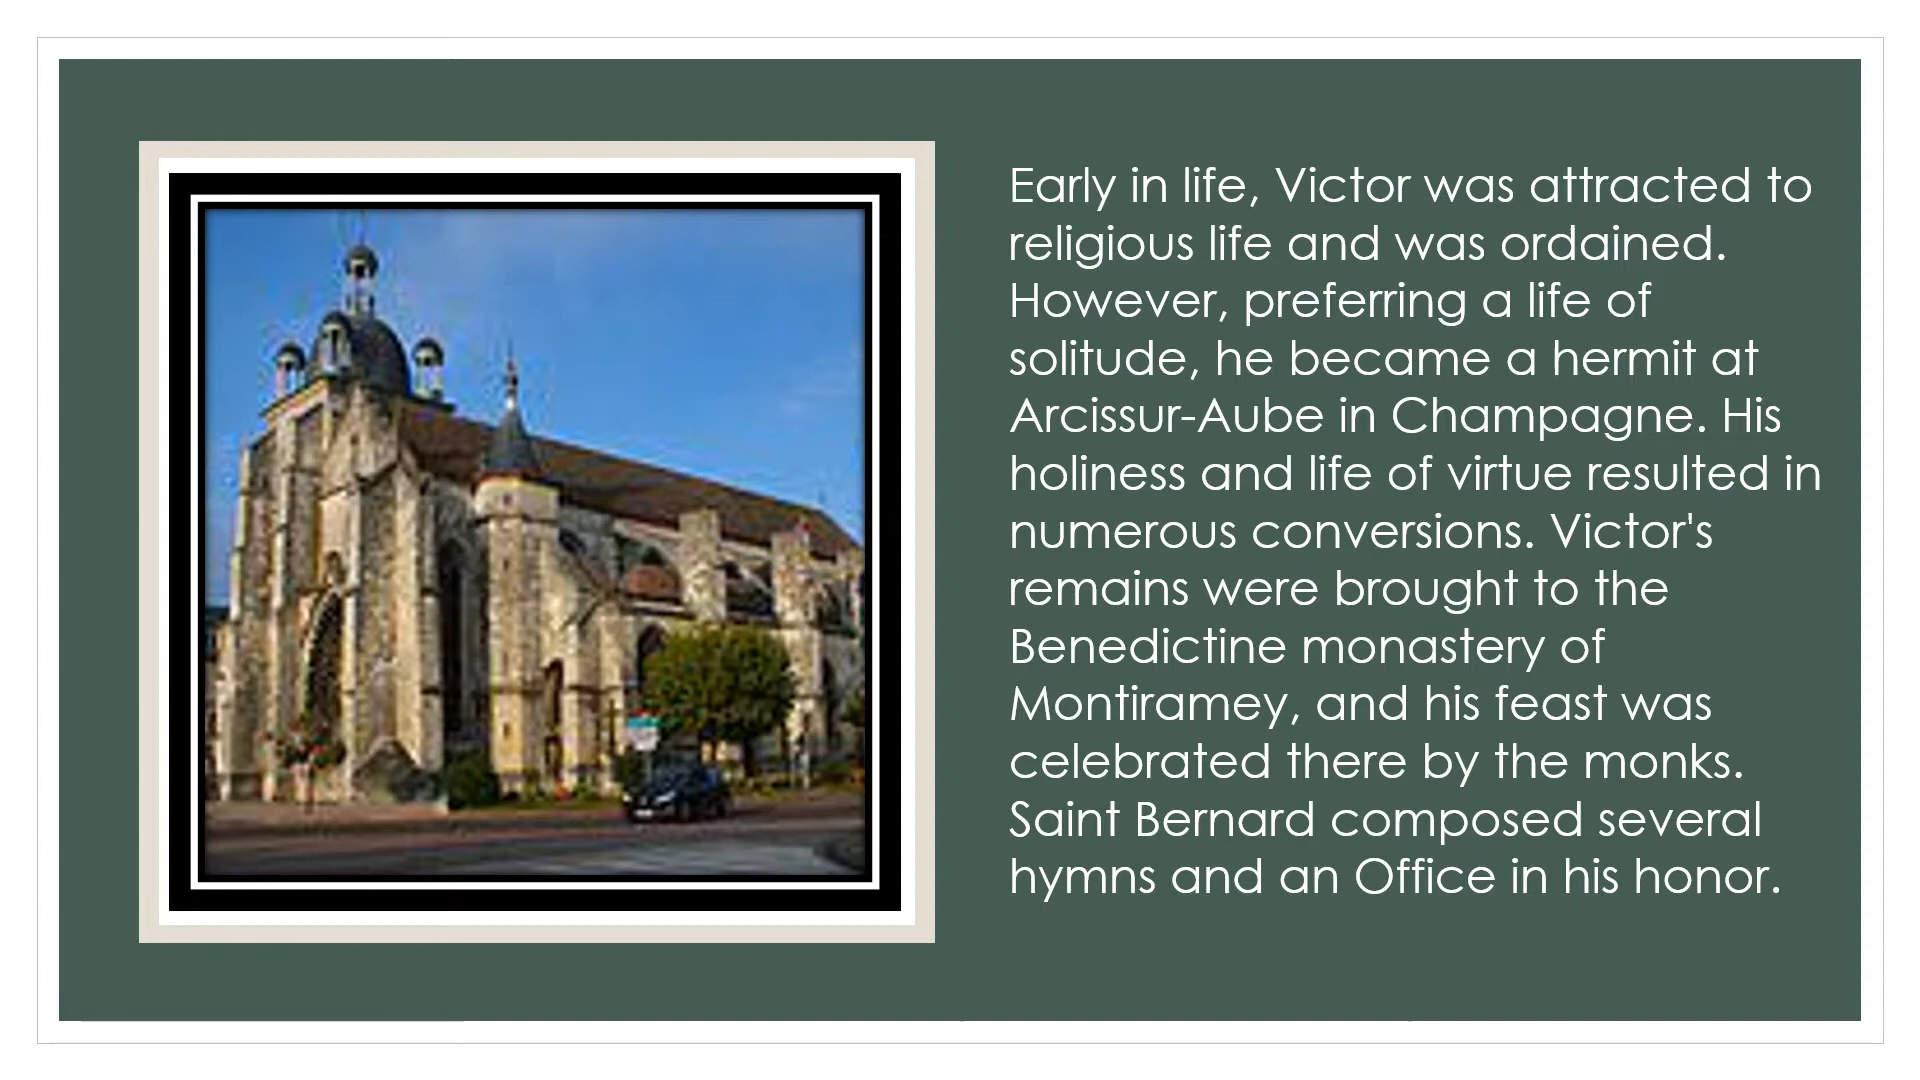 Early in life, Victor was attracted to
religious life and was ordained.
However, preferring a life of
solitude, he became a hermit at
Arcissur-Aube in Champagne. His
holiness and life of virtue resulted in
numerous conversions. Victor's
remains were brought to the
Benedictine monastery of
Montiramey, and his feast was
celebrated there by the monks.
Saint Bernard composed several
hymns and an Office in his honor.